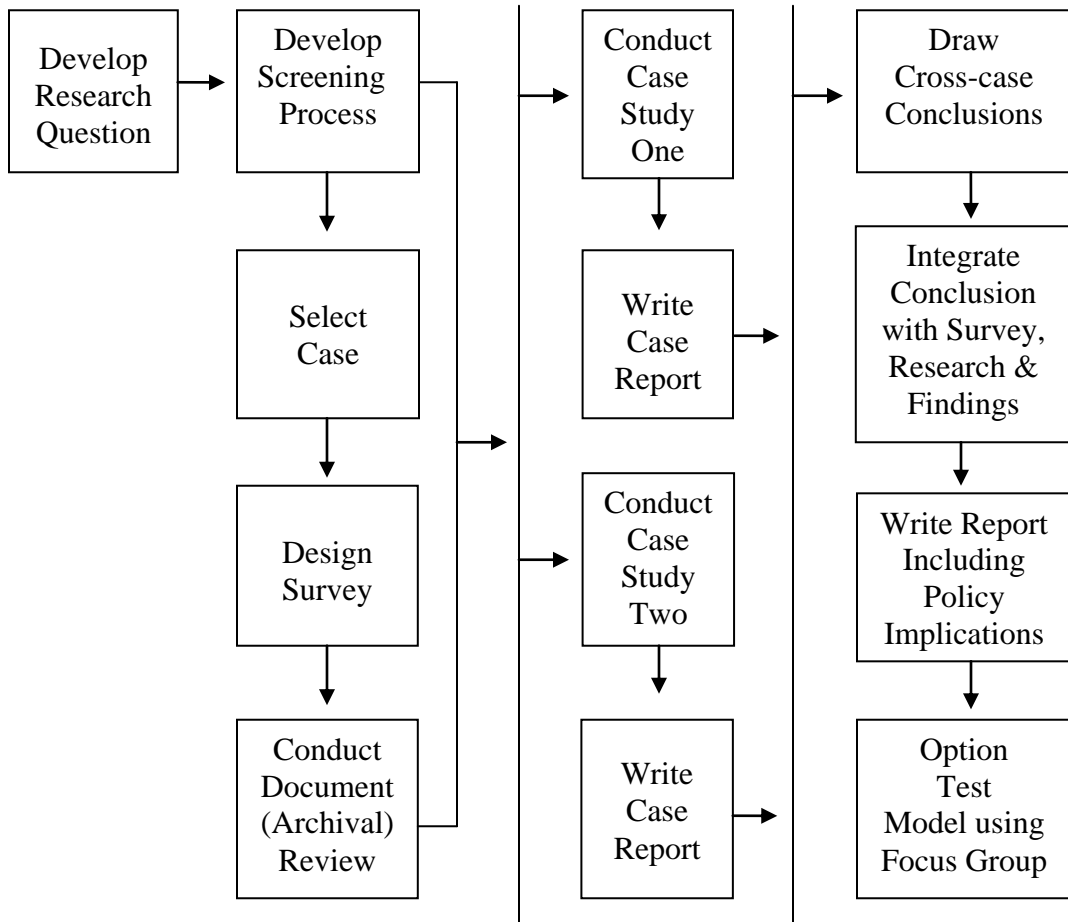 Develop
Research
Question
Develop
Screening
Process
Select
Case
Design
Survey
Conduct
Document
(Archival)
Review
Conduct
Case
Study
One
Write
Case
Report
Conduct
Case
Study
Two
Write
Case
Report
Draw
Cross-case
Conclusions
Integrate
Conclusion
with Survey,
Research &
Findings
Write Report
Including
Policy
Implications
Option
Test
Model using
Focus Group